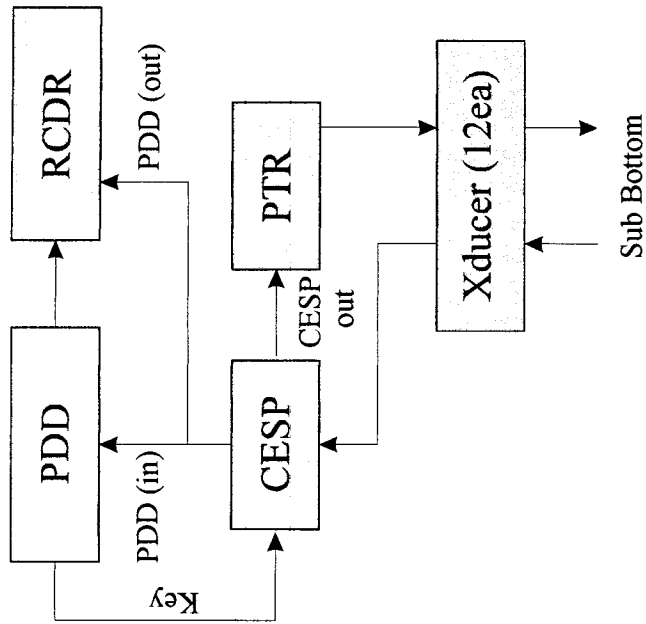 PDD
RCDR
PDD (in)
PDD (out)
Key
CESP
CESP
out
PTR
Xducer (12ea)
Sub Bottom